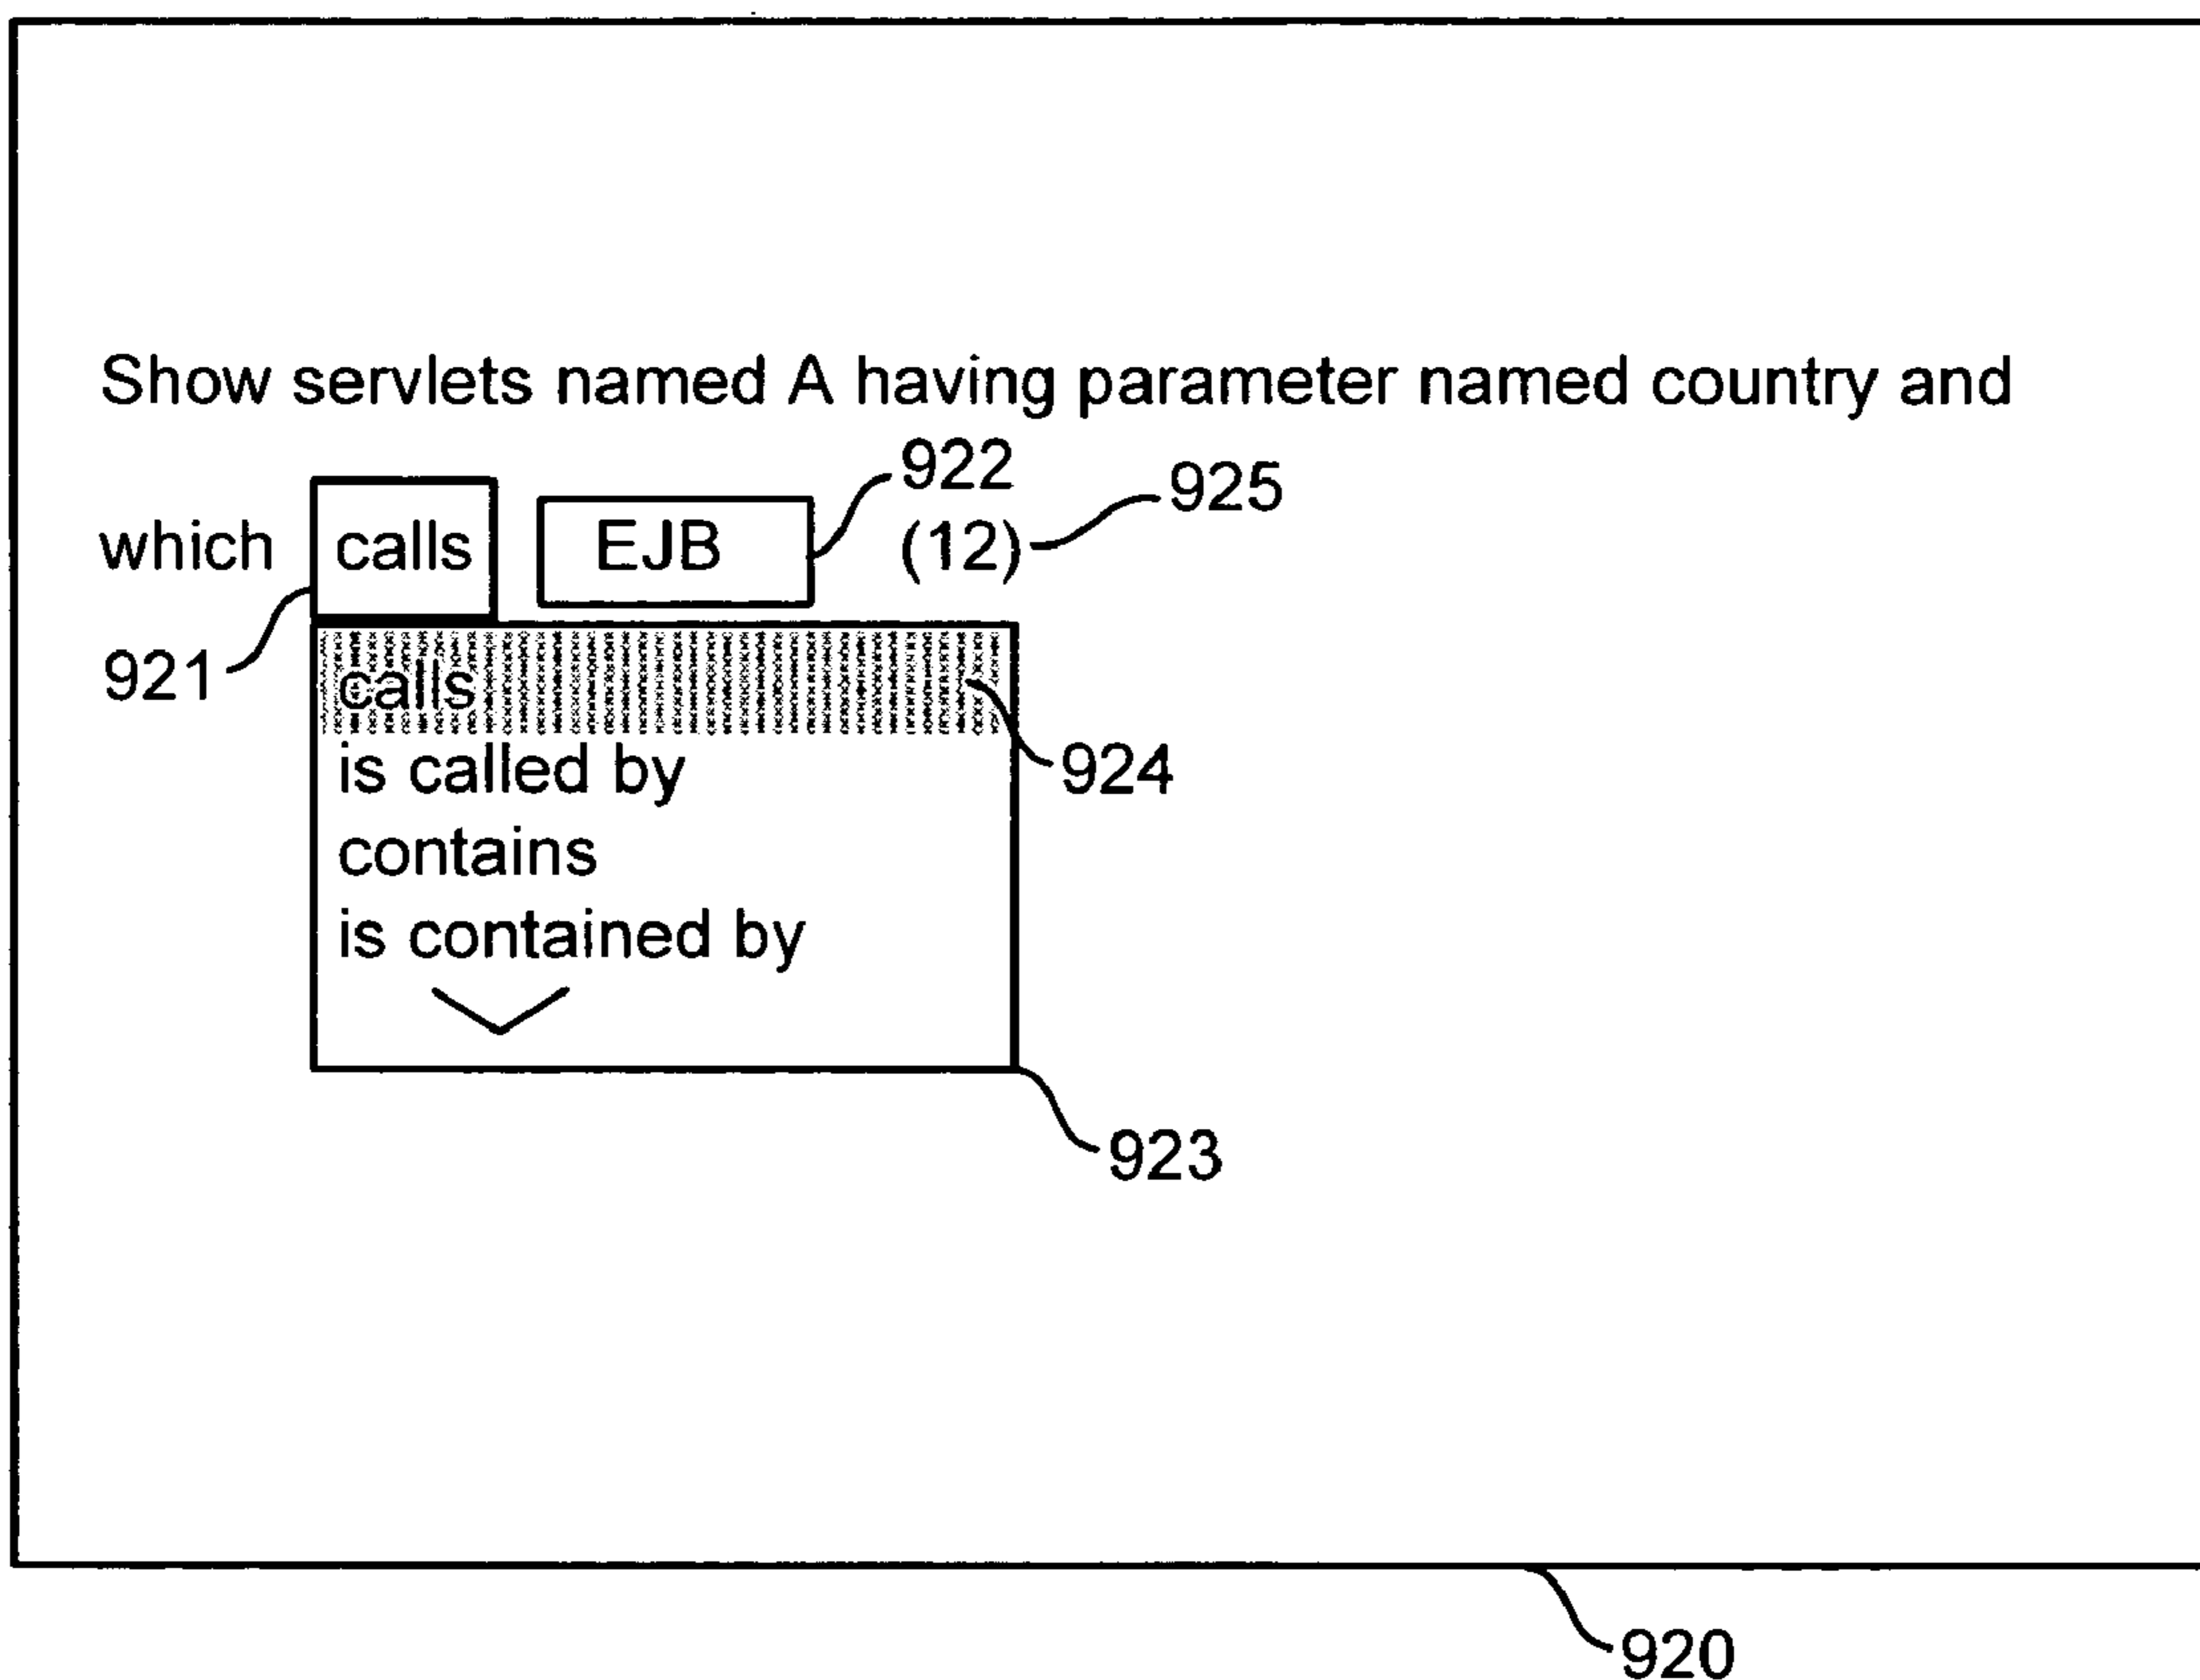 Show servlets named A having parameter named country and
922
925
which calls EJB (12)
921
calls
is called by
924
contains
is contained by
923
920